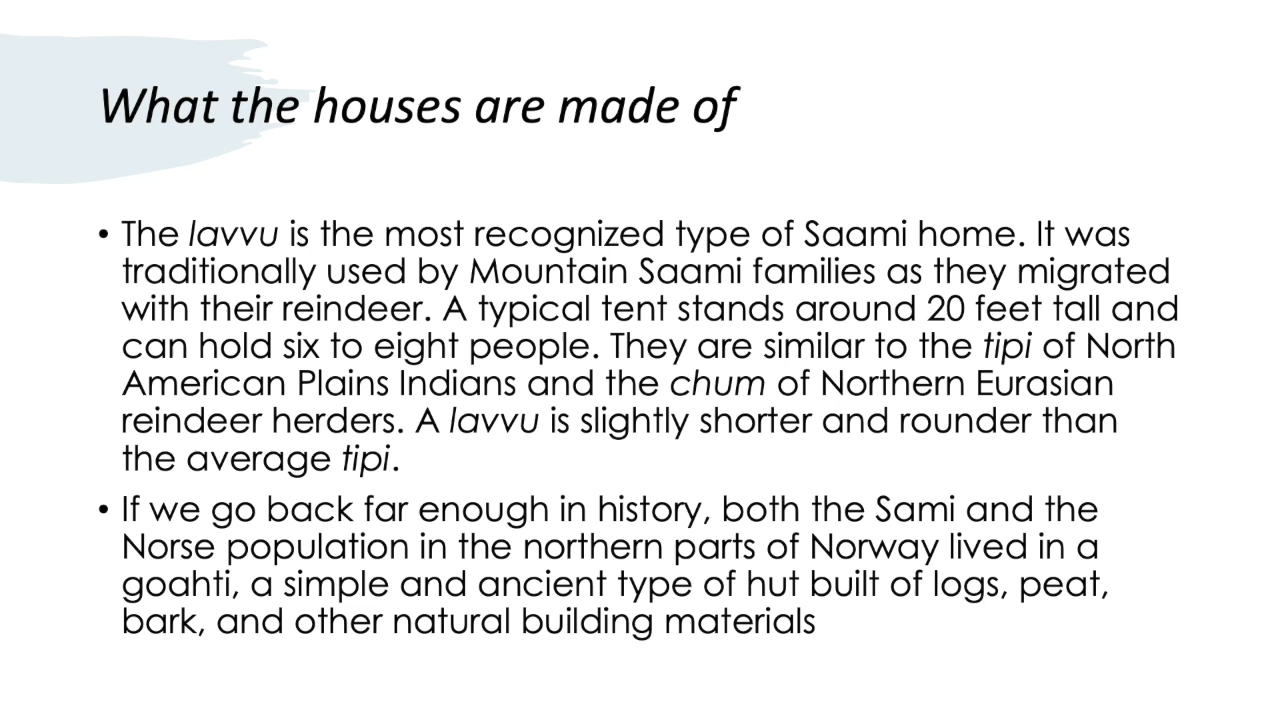 What the houses are made of
• The lavvu is the most recognized type of Saami home. It was
traditionally used by Mountain Saami families as they migrated
with their reindeer. A typical tent stands around 20 feet tall and
can hold six to eight people. They are similar to the tipi of North
American Plains Indians and the chum of Northern Eurasian
reindeer herders. A lavvu is slightly shorter and rounder than
the average tipi.
• If we go back far enough in history, both the Sami and the
Norse population in the northern parts of Norway lived in a
goahti, a simple and ancient type of hut built of logs, peat,
bark, and other natural building materials